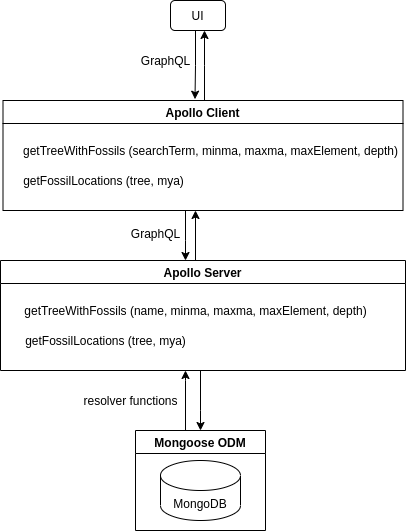 UI
GraphQL
Apollo Client
getTreeWithFossils (searchTerm, minma, maxma, maxElement, depth)
getFossilLocations (tree, mya)
GraphQL
Apollo Server
getTreeWithFossils (name, minma, maxma, maxElement, depth)
getFossilLocations (tree, mya)
resolver functions
Mongoose ODM
MongoDB